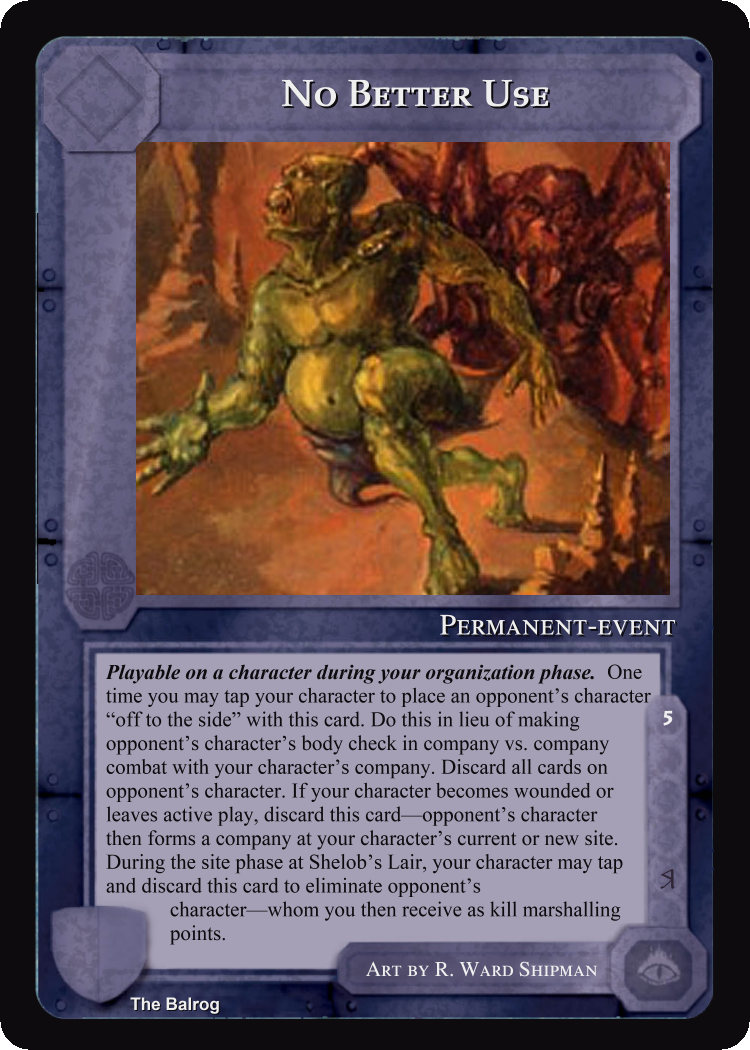 No Better Use
Permanent-event
Playable on a character during your organization phase. One
time you may tap your character to place an opponent’s character
“off to the side” with this card. Do this in lieu of making
opponent’s character’s body check in company vs. company
combat with your character’s company. Discard all cards on
opponent’s character. If your character becomes wounded or
leaves active play, discard this card—opponent’s character
then forms a company at your character’s current or new site.
During the site phase at Shelob’s Lair, your character may tap
and discard this card to eliminate opponent’s
character—whom you then receive as kill marshalling
points.
5
Art by R. Ward Shipman
The Balrog